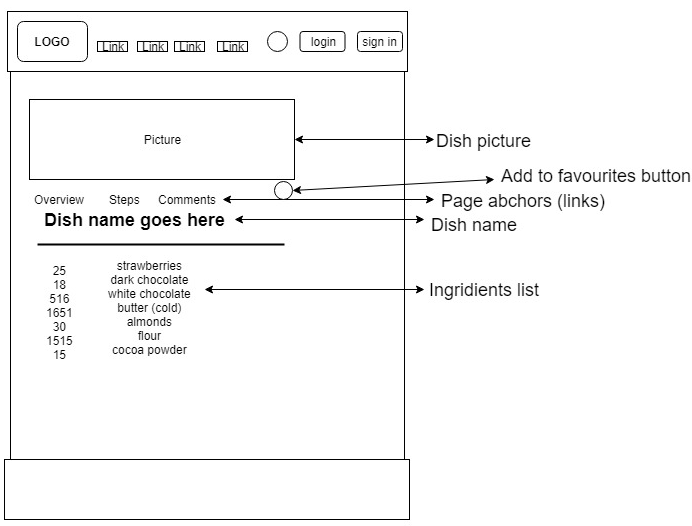 LOGO
Link Link Link Link
login sign in
Picture
Dish picture
Add to favourites button
Overview Steps Comments
Page abchors (links)
Dish name goes here
Dish name
25 strawberries
18 dark chocolate
516 white chocolate
Ingridients list
1651 butter (cold)
30 almonds
1515 flour
15 cocoa powder